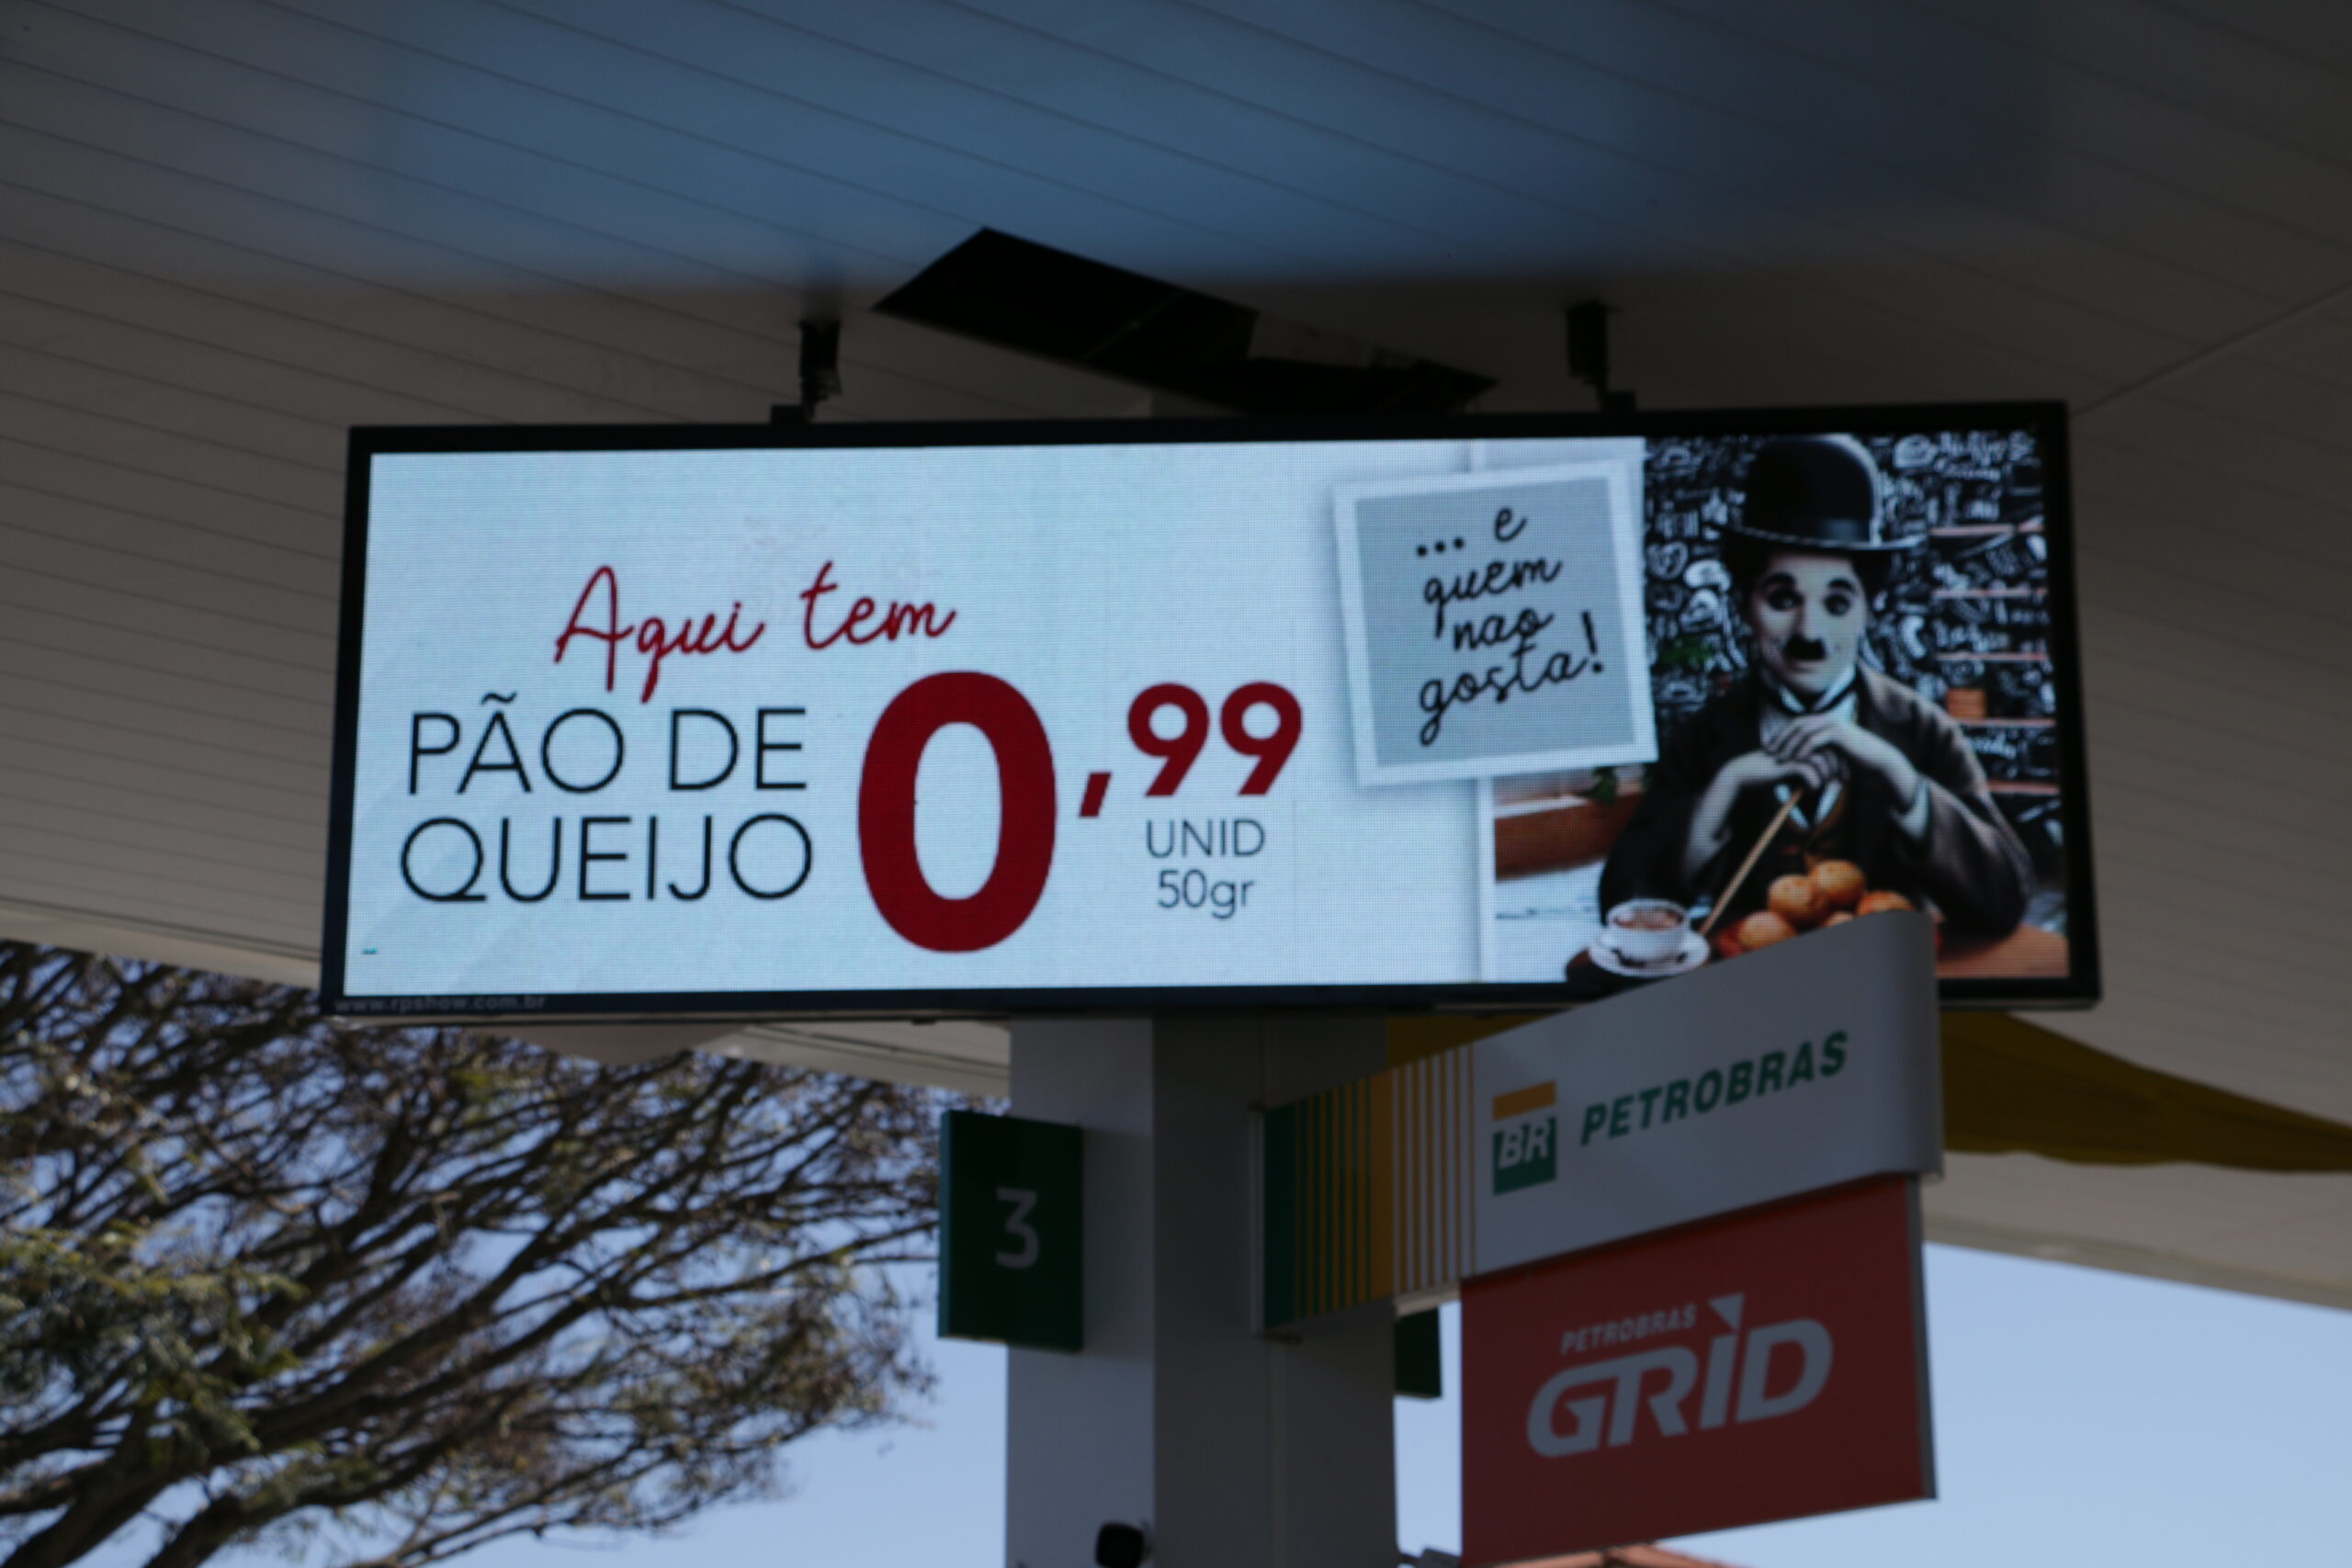 Aqui tem
PÃO DE
QUEIJO
0,99
UNID
50gr
... e
quem
nao
gosta!
www.rpshow.com.br
3
BR PETROBRAS
PETROBRAS
GRID